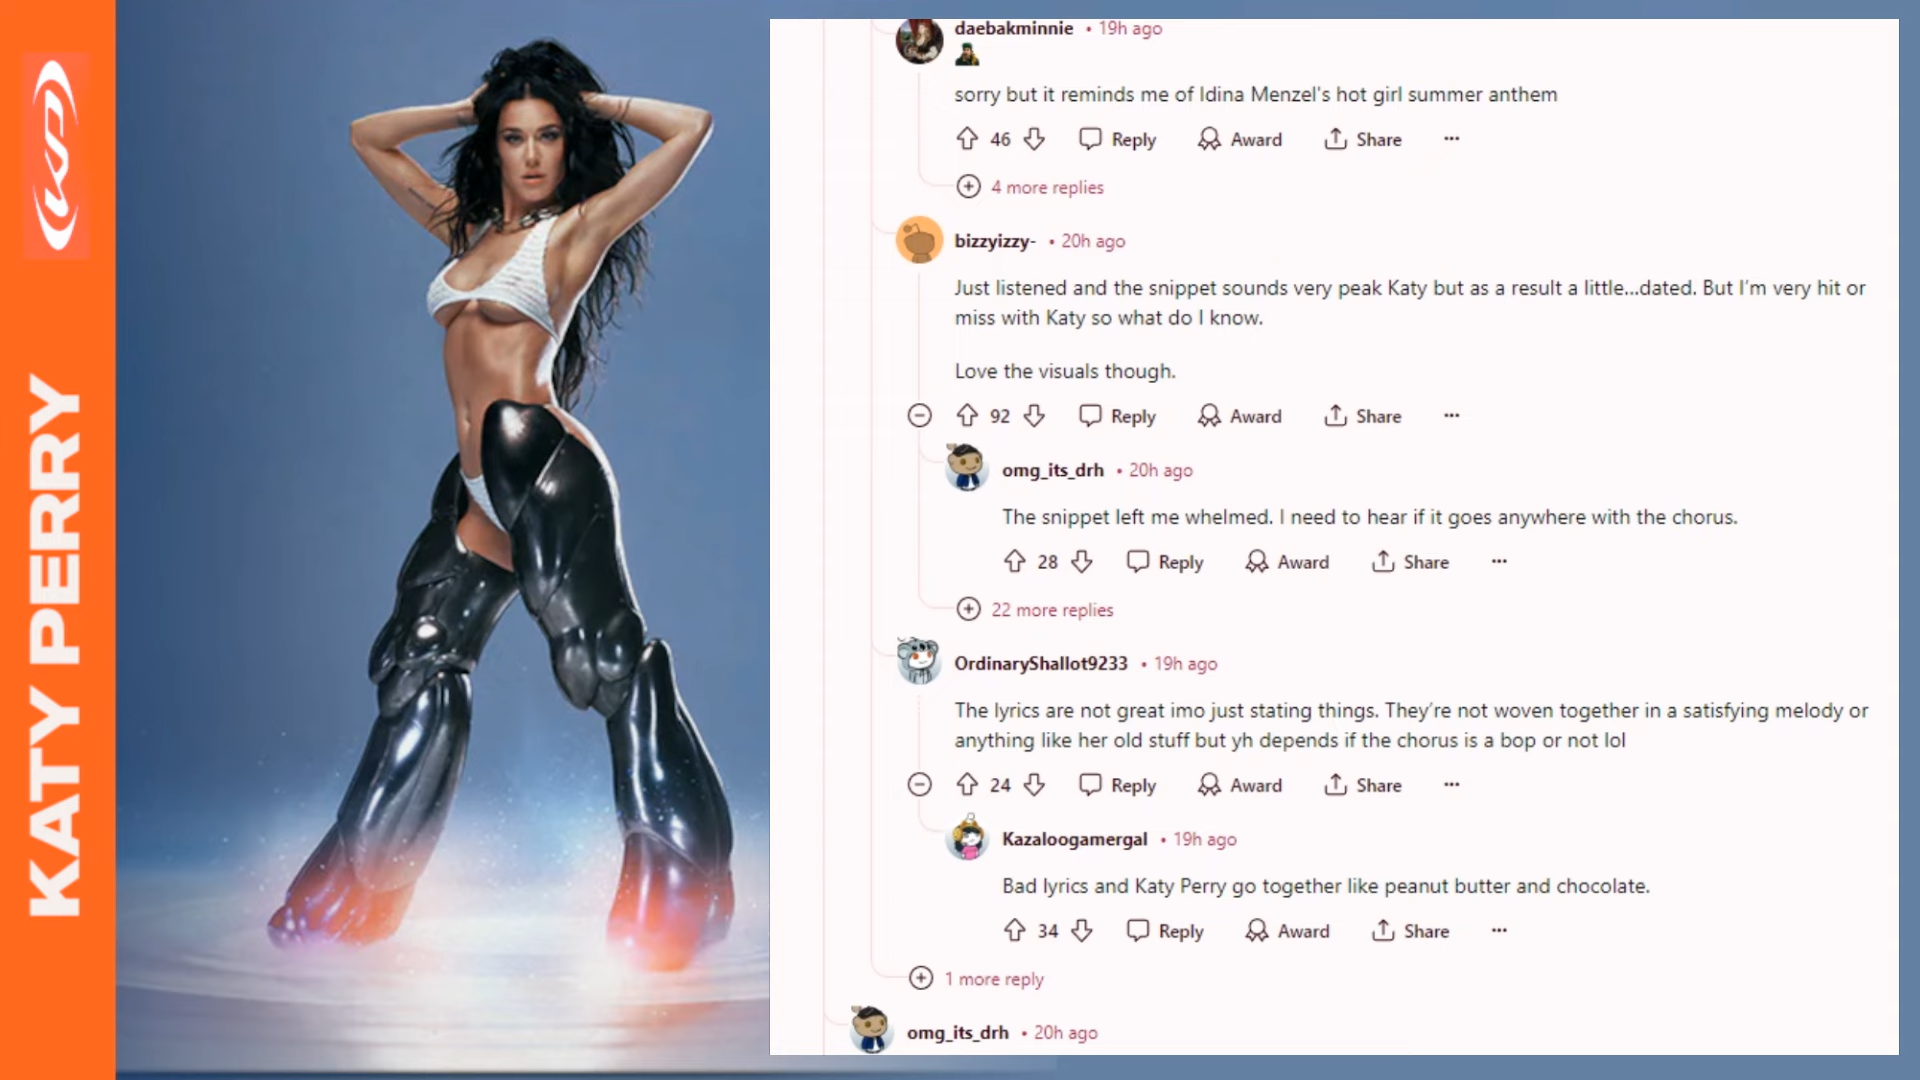 KATY PERRY
WP
daebakminnie • 19h ago
sorry but it reminds me of Idina Menzel's hot girl summer anthem
46 Reply Award Share ...
4 more replies
bizzyizzy- • 20h ago
Just listened and the snippet sounds very peak Katy but as a result a little...dated. But I'm very hit or
miss with Katy so what do I know.
Love the visuals though.
92 Reply Award Share ...
omg_its_drh • 20h ago
The snippet left me whelmed. I need to hear if it goes anywhere with the chorus.
28 Reply Award Share ...
22 more replies
OrdinaryShallot9233 • 19h ago
The lyrics are not great imo just stating things. They're not woven together in a satisfying melody or
anything like her old stuff but yh depends if the chorus is a bop or not lol
24 Reply Award Share ...
Kazaloogamergal • 19h ago
Bad lyrics and Katy Perry go together like peanut butter and chocolate.
34 Reply Award Share ...
1 more reply
omg_its_drh • 20h ago